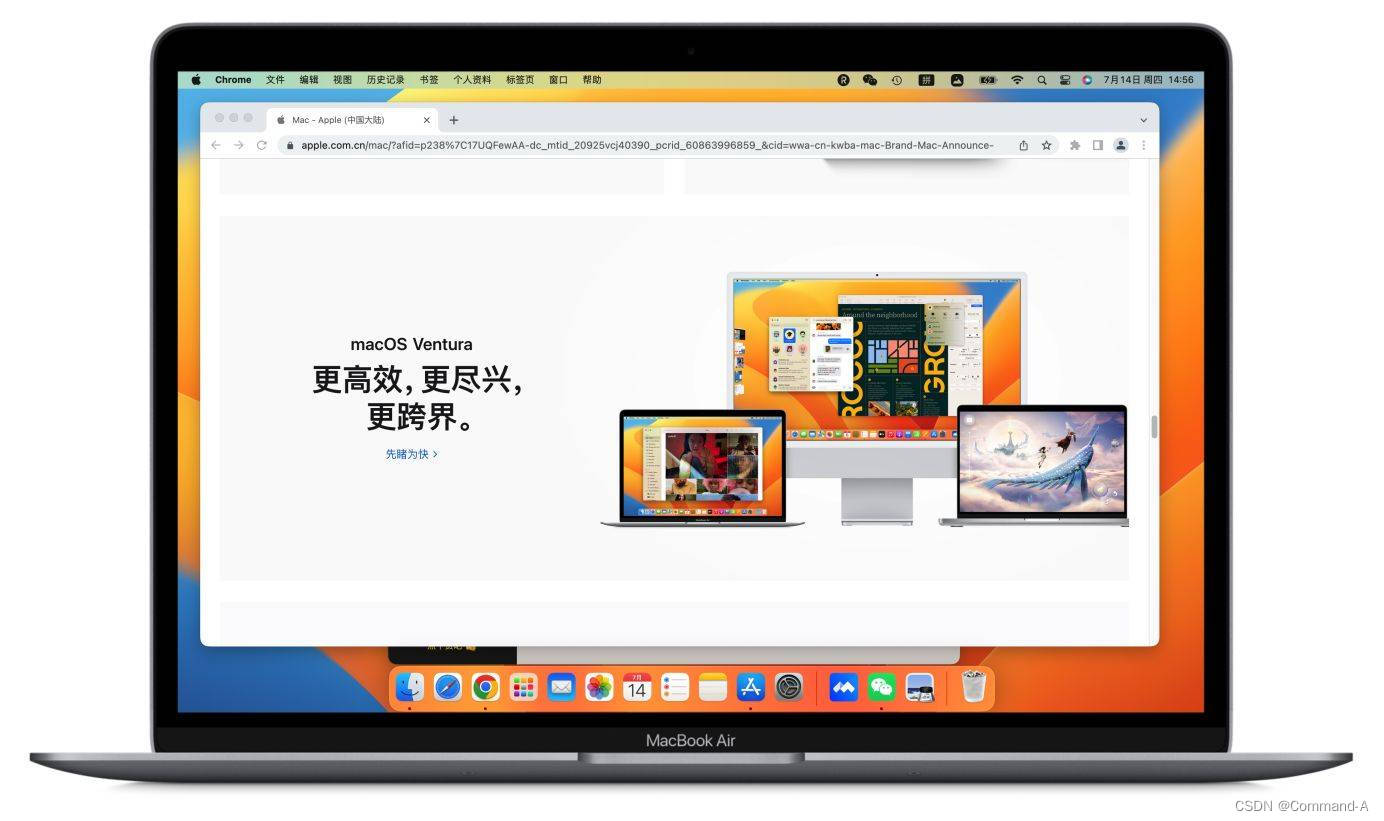 Chrome 文件 编辑 视图 历史记录 书签 个人资料 标签页 窗口 帮助 拼 7月14日 周四 14:56
Mac - Apple (中国大陆)
apple.com.cn/mac/?afid=p238%7C17UQFewAA-dc_mtid_20925vcj40390_pcrid_60863996859_&cid=wwa-cn-kwba-mac-Brand-Mac-Announce-
macOS Ventura
更高效，更尽兴，
更跨界。
先睹为快 >
Around the neighborhood
7月
14
MacBook Air
CSDN @Command-A